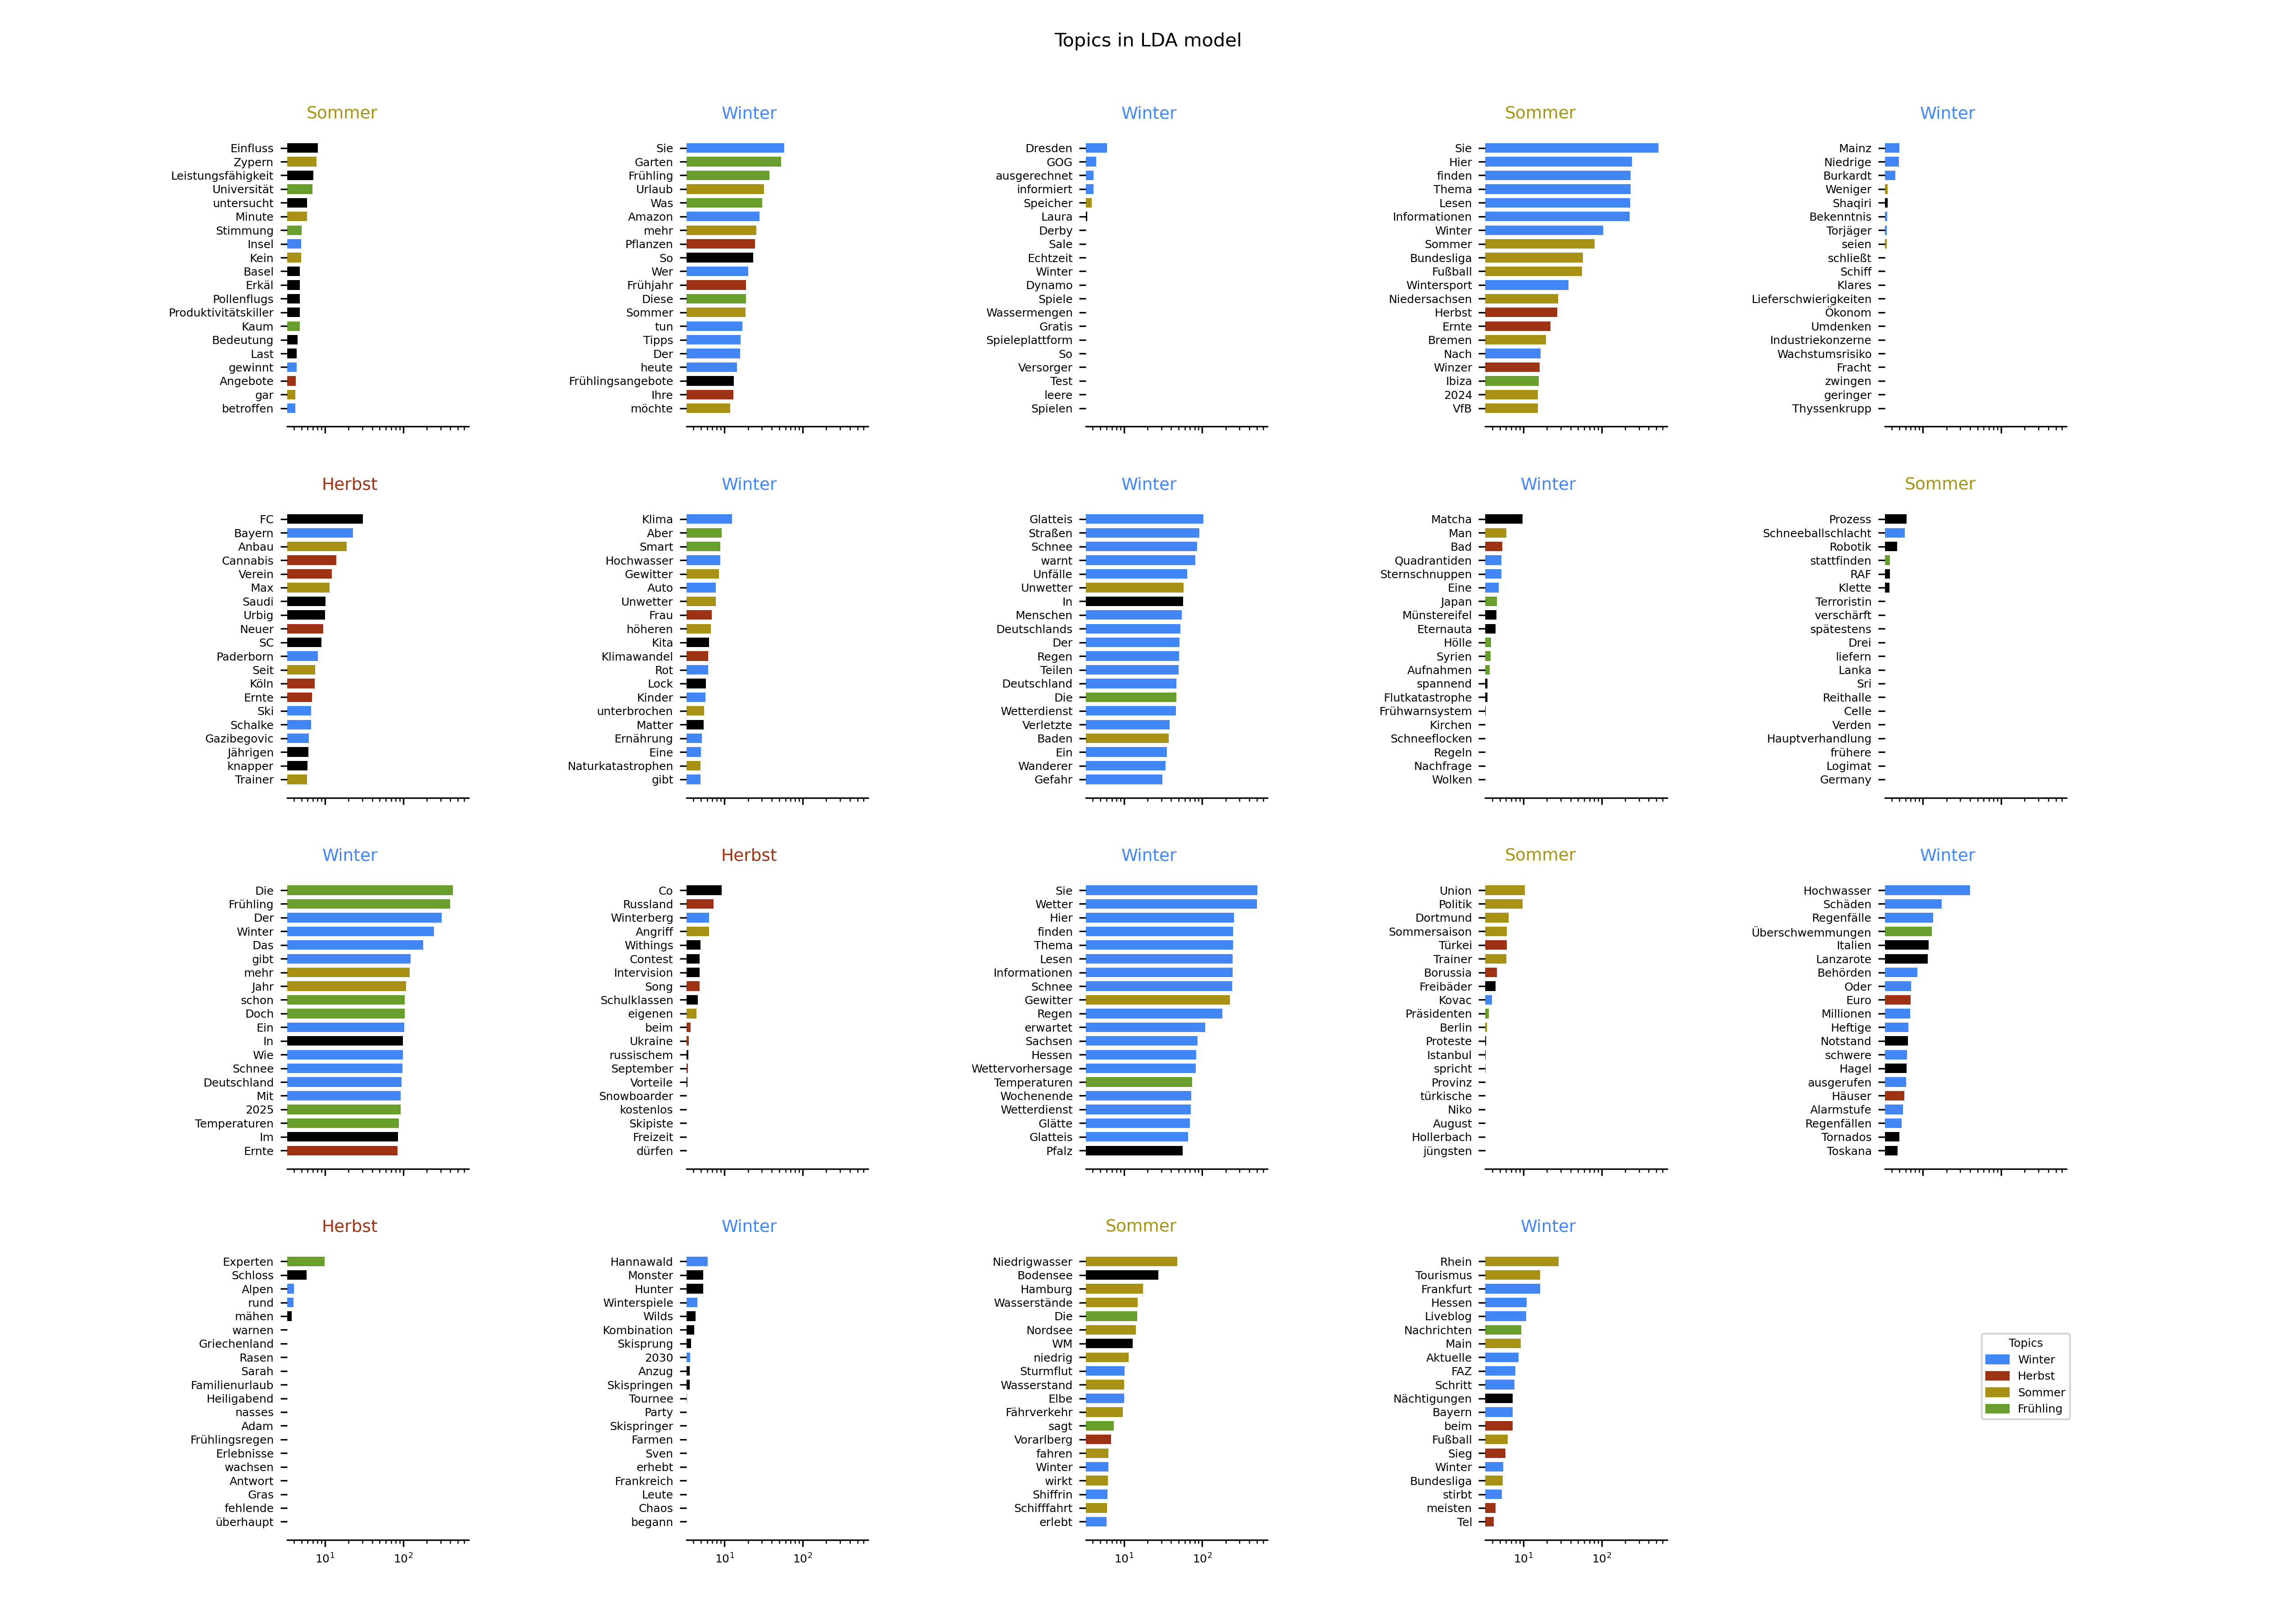 Topics in LDA model
Sommer
Einfluss
Zypern
Leistungsfähigkeit
Universität
untersucht
Minute
Stimmung
Insel
Kein
Basel
Erkäl
Pollenflugs
Produktivitätskiller
Kaum
Bedeutung
Last
gewinnt
Angebote
gar
betroffen
Winter
Sie
Garten
Frühling
Urlaub
Was
Amazon
mehr
Pflanzen
So
Wer
Frühjahr
Diese
Sommer
tun
Tipps
Der
heute
Frühlingsangebote
Ihre
möchte
Winter
Dresden
GOG
ausgerechnet
informiert
Speicher
Laura
Derby
Sale
Echtzeit
Winter
Dynamo
Spiele
Wassermengen
Gratis
Spieleplattform
So
Versorger
Test
leere
Spielen
Sommer
Sie
Hier
finden
Thema
Lesen
Informationen
Winter
Sommer
Bundesliga
Fußball
Wintersport
Niedersachsen
Herbst
Ernte
Bremen
Nach
Winzer
Ibiza
2024
VfB
Winter
Mainz
Niedrige
Burkardt
Weniger
Shaqiri
Bekenntnis
Torjäger
seien
schließt
Schiff
Klares
Lieferschwierigkeiten
Ökonom
Umdenken
Industriekonzerne
Wachstumsrisiko
Fracht
zwingen
geringer
Thyssenkrupp
Herbst
FC
Bayern
Anbau
Cannabis
Verein
Max
Saudi
Urbig
Neuer
SC
Paderborn
Seit
Köln
Ernte
Ski
Schalke
Gazibegovic
Jährigen
knapper
Trainer
Winter
Klima
Aber
Smart
Hochwasser
Gewitter
Auto
Unwetter
Frau
höheren
Kita
Klimawandel
Rot
Lock
Kinder
unterbrochen
Matter
Ernährung
Eine
Naturkatastrophen
gibt
Winter
Glatteis
Straßen
Schnee
warnt
Unfälle
Unwetter
In
Menschen
Deutschlands
Der
Regen
Teilen
Deutschland
Die
Wetterdienst
Verletzte
Baden
Ein
Wanderer
Gefahr
Winter
Matcha
Man
Bad
Quadrantiden
Sternschnuppen
Eine
Japan
Münstereifel
Eternauta
Hölle
Syrien
Aufnahmen
spannend
Flutkatastrophe
Frühwarnsystem
Kirchen
Schneeflocken
Regeln
Nachfrage
Wolken
Sommer
Prozess
Schneeballschlacht
Robotik
stattfinden
RAF
Klette
Terroristin
verschärft
spätestens
Drei
liefern
Lanka
Sri
Reithalle
Celle
Verden
Hauptverhandlung
frühere
Logimat
Germany
Winter
Die
Frühling
Der
Winter
Das
gibt
mehr
Jahr
schon
Doch
Ein
In
Wie
Schnee
Deutschland
Mit
2025
Temperaturen
Im
Ernte
Herbst
Co
Russland
Winterberg
Angriff
Withings
Contest
Intervision
Song
Schulklassen
eigenen
beim
Ukraine
russischem
September
Vorteile
Snowboarder
kostenlos
Skipiste
Freizeit
dürfen
Winter
Sie
Wetter
Hier
finden
Thema
Lesen
Informationen
Schnee
Gewitter
Regen
erwartet
Sachsen
Hessen
Wettervorhersage
Temperaturen
Wochenende
Wetterdienst
Glätte
Glatteis
Pfalz
Sommer
Union
Politik
Dortmund
Sommersaison
Türkei
Trainer
Borussia
Freibäder
Kovac
Präsidenten
Berlin
Proteste
Istanbul
spricht
Provinz
türkische
Niko
August
Hollerbach
jüngsten
Winter
Hochwasser
Schäden
Regenfälle
Überschwemmungen
Italien
Lanzarote
Behörden
Oder
Euro
Millionen
Heftige
Notstand
schwere
Hagel
ausgerufen
Häuser
Alarmstufe
Regenfällen
Tornados
Toskana
Herbst
Experten
Schloss
Alpen
rund
mähen
warnen
Griechenland
Rasen
Sarah
Familienurlaub
Heiligabend
nasses
Adam
Frühlingsregen
Erlebnisse
wachsen
Antwort
Gras
fehlende
überhaupt
10¹ 10²
Winter
Hannawald
Monster
Hunter
Winterspiele
Wilds
Kombination
Skisprung
2030
Anzug
Skispringen
Tournee
Party
Skispringer
Farmen
Sven
erhebt
Frankreich
Leute
Chaos
begann
10¹ 10²
Sommer
Niedrigwasser
Bodensee
Hamburg
Wasserstände
Die
Nordsee
WM
niedrig
Sturmflut
Wasserstand
Elbe
Fährverkehr
sagt
Vorarlberg
fahren
Winter
wirkt
Shiffrin
Schifffahrt
erlebt
10¹ 10²
Winter
Rhein
Tourismus
Frankfurt
Hessen
Liveblog
Nachrichten
Main
Aktuelle
FAZ
Schritt
Nächtigungen
Bayern
beim
Fußball
Sieg
Winter
Bundesliga
stirbt
meisten
Tel
10¹ 10²
Topics
Winter
Herbst
Sommer
Frühling